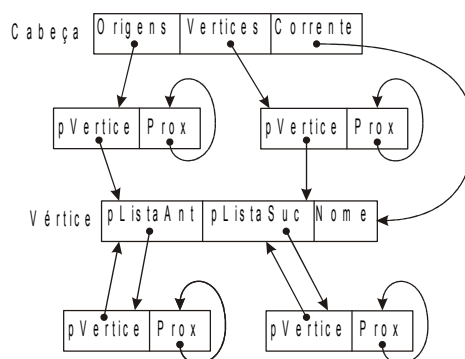 Cabeça Origens Vertices Corrente
pVertice Prox pVertice Prox
Vértice pListaAnt pListaSuc Nome
pVertice Prox pVertice Prox